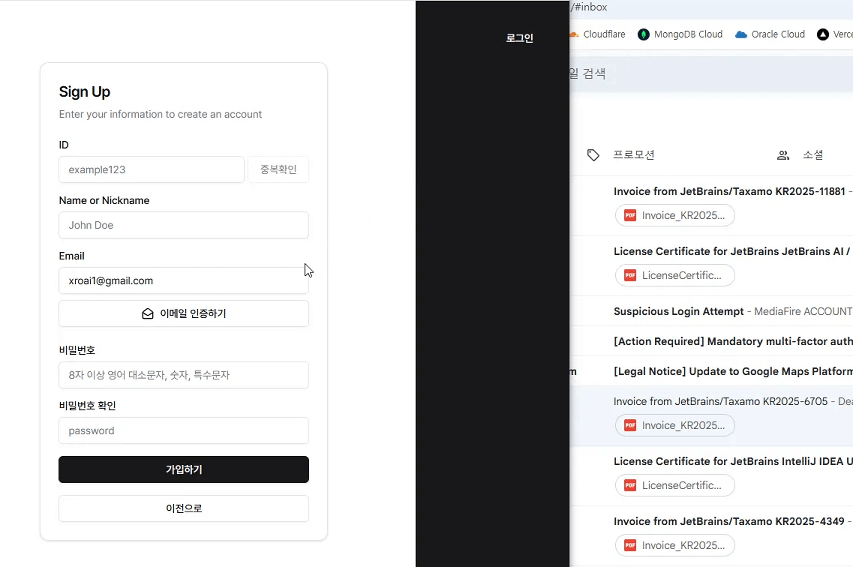 Sign Up
Enter your information to create an account
ID
example123
중복확인
Name or Nickname
John Doe
Email
xroai1@gmail.com
이메일 인증하기
비밀번호
8자 이상 영어 대소문자, 숫자, 특수문자
비밀번호 확인
password
가입하기
이전으로
로그인
/#inbox
Cloudflare
MongoDB Cloud
Oracle Cloud
Verce
일 검색
프로모션
소셜
Invoice from JetBrains/Taxamo KR2025-11881 -
PDF Invoice_KR2025...
License Certificate for JetBrains JetBrains AI /
PDF LicenseCertific...
Suspicious Login Attempt - MediaFire ACCOUNT
[Action Required] Mandatory multi-factor auth
m [Legal Notice] Update to Google Maps Platform
Invoice from JetBrains/Taxamo KR2025-6705 - Dea
PDF Invoice_KR2025...
License Certificate for JetBrains IntelliJ IDEA U
PDF LicenseCertific...
Invoice from JetBrains/Taxamo KR2025-4349 -
PDF Invoice_KR2025...